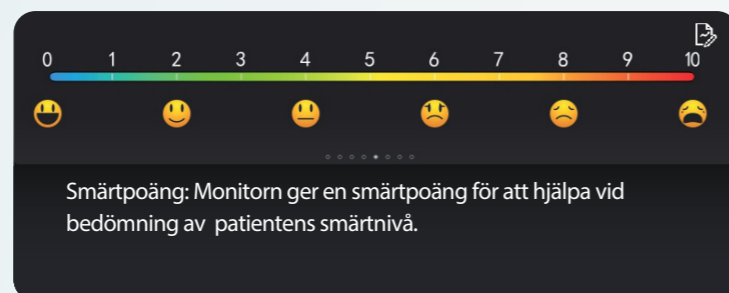 0 1 2 3 4 5 6 7 8 9 10
Smärtpoäng: Monitorn ger en smärtpoäng för att hjälpa vid
bedömning av patientens smärtnivå.